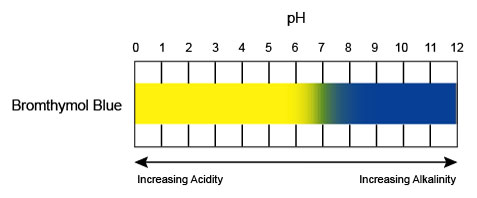 pH
0 1 2 3 4 5 6 7 8 9 10 11 12
Bromthymol Blue
Increasing Acidity Increasing Alkalinity